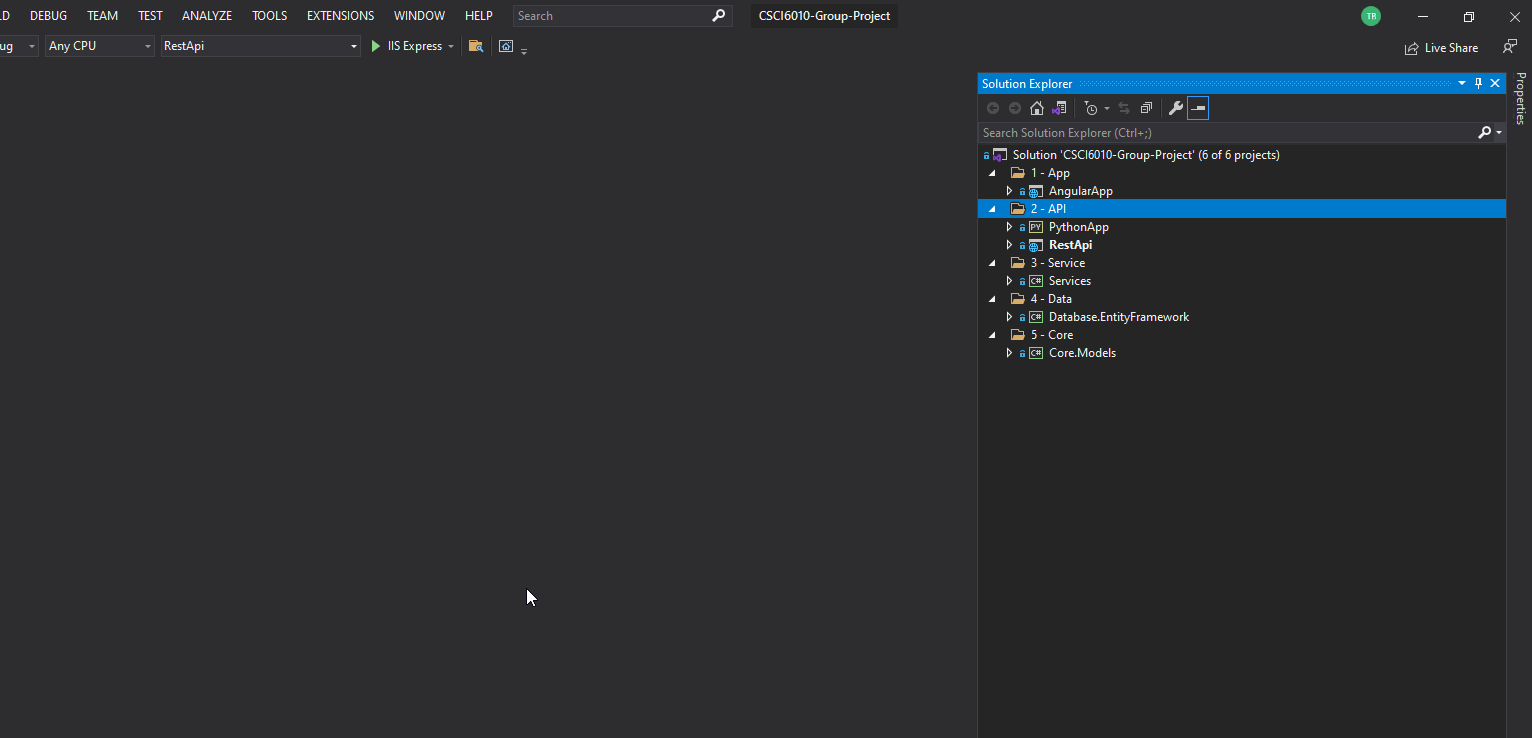 LD DEBUG TEAM TEST ANALYZE TOOLS EXTENSIONS WINDOW HELP Search CSCI6010-Group-Project TR
ug Any CPU RestApi IIS Express Live Share
Solution Explorer
Properties
Search Solution Explorer (Ctrl+;)
Solution 'CSCI6010-Group-Project' (6 of 6 projects)
1 - App
AngularApp
2 - API
PY PythonApp
RestApi
3 - Service
C# Services
4 - Data
C# Database.EntityFramework
5 - Core
C# Core.Models